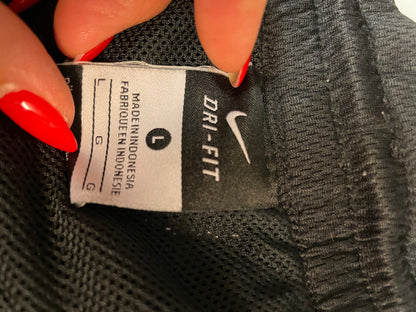 DRI-FIT
L
MADE IN INDONESIA
FABRIQUE EN INDONESIE
L
G
G